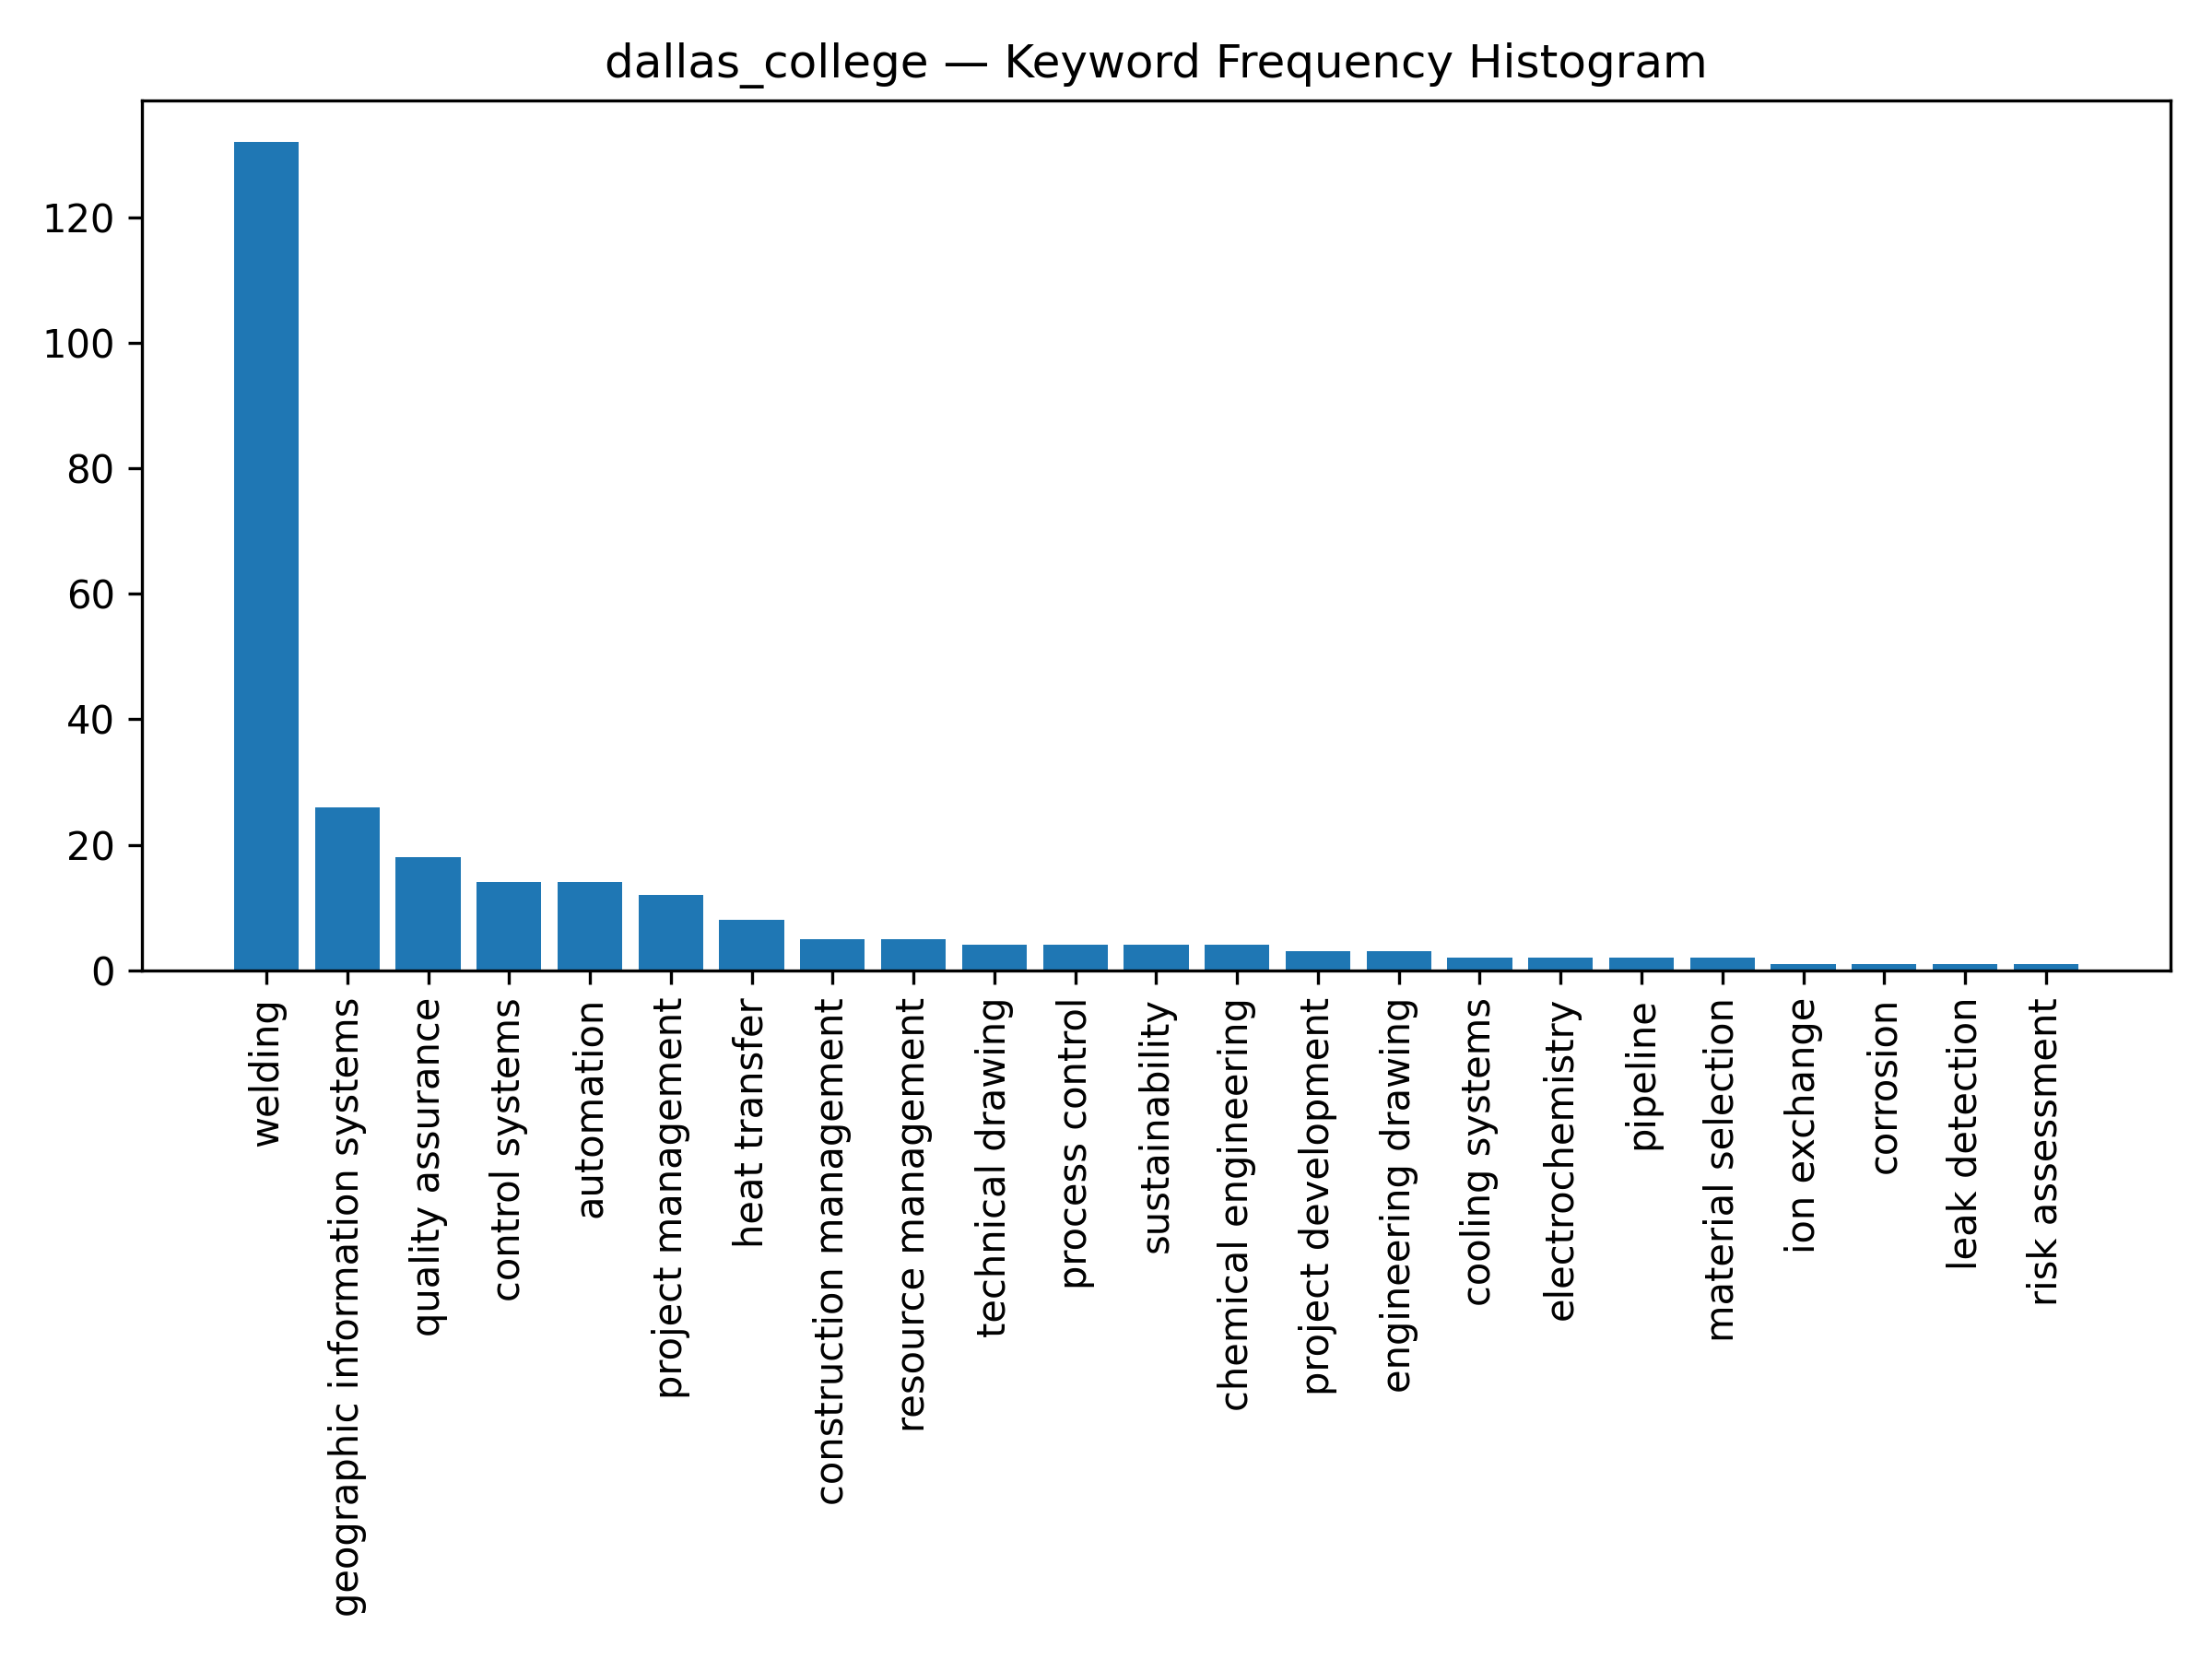 dallas_college — Keyword Frequency Histogram
120
100
80
60
40
20
0
welding
geographic information systems
quality assurance
control systems
automation
project management
heat transfer
construction management
resource management
technical drawing
process control
sustainability
chemical engineering
project development
engineering drawing
cooling systems
electrochemistry
pipeline
material selection
ion exchange
corrosion
leak detection
risk assessment